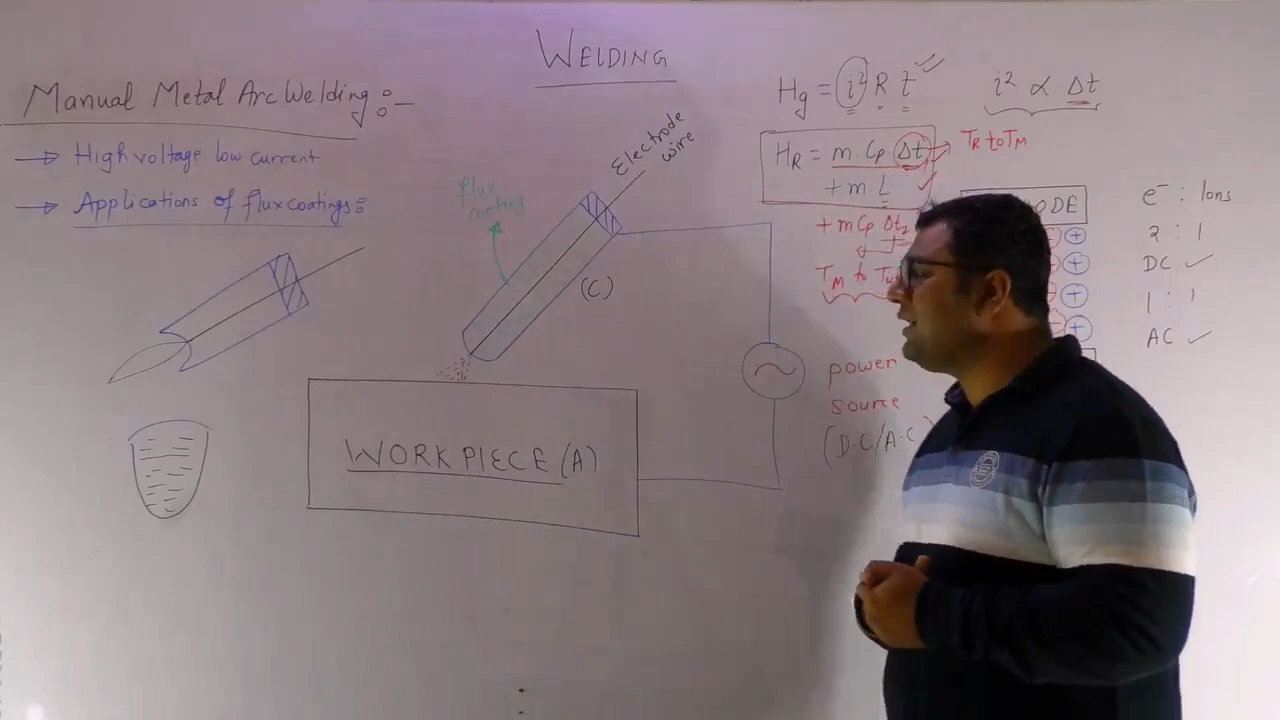 WELDING
Manual Metal Arc Welding:-
→ High voltage low current
→ Applications of flux coatings:
flux
coating
Electrode
wire
(C)
WORKPIECE (A)
Hg = i² R t
i² ∝ Δt
HR = m. Cp Δt
+ m. L
TR to TM
+ m Cp Δt2
TM to
power
source
(D.C/A.C)
ODE
+
+
+
+
e⁻ : Ions
2 : 1
DC ✓
1 : 1
AC ✓